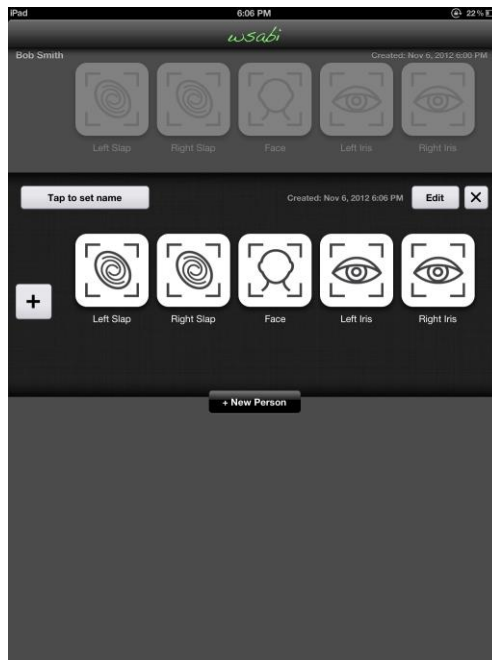 iPad 6:06 PM 22%
wsabi
Bob Smith Created: Nov 6, 2012 6:00 PM
Left Slap Right Slap Face Left Iris Right Iris
Tap to set name Created: Nov 6, 2012 6:06 PM Edit
+
Left Slap Right Slap Face Left Iris Right Iris
+ New Person